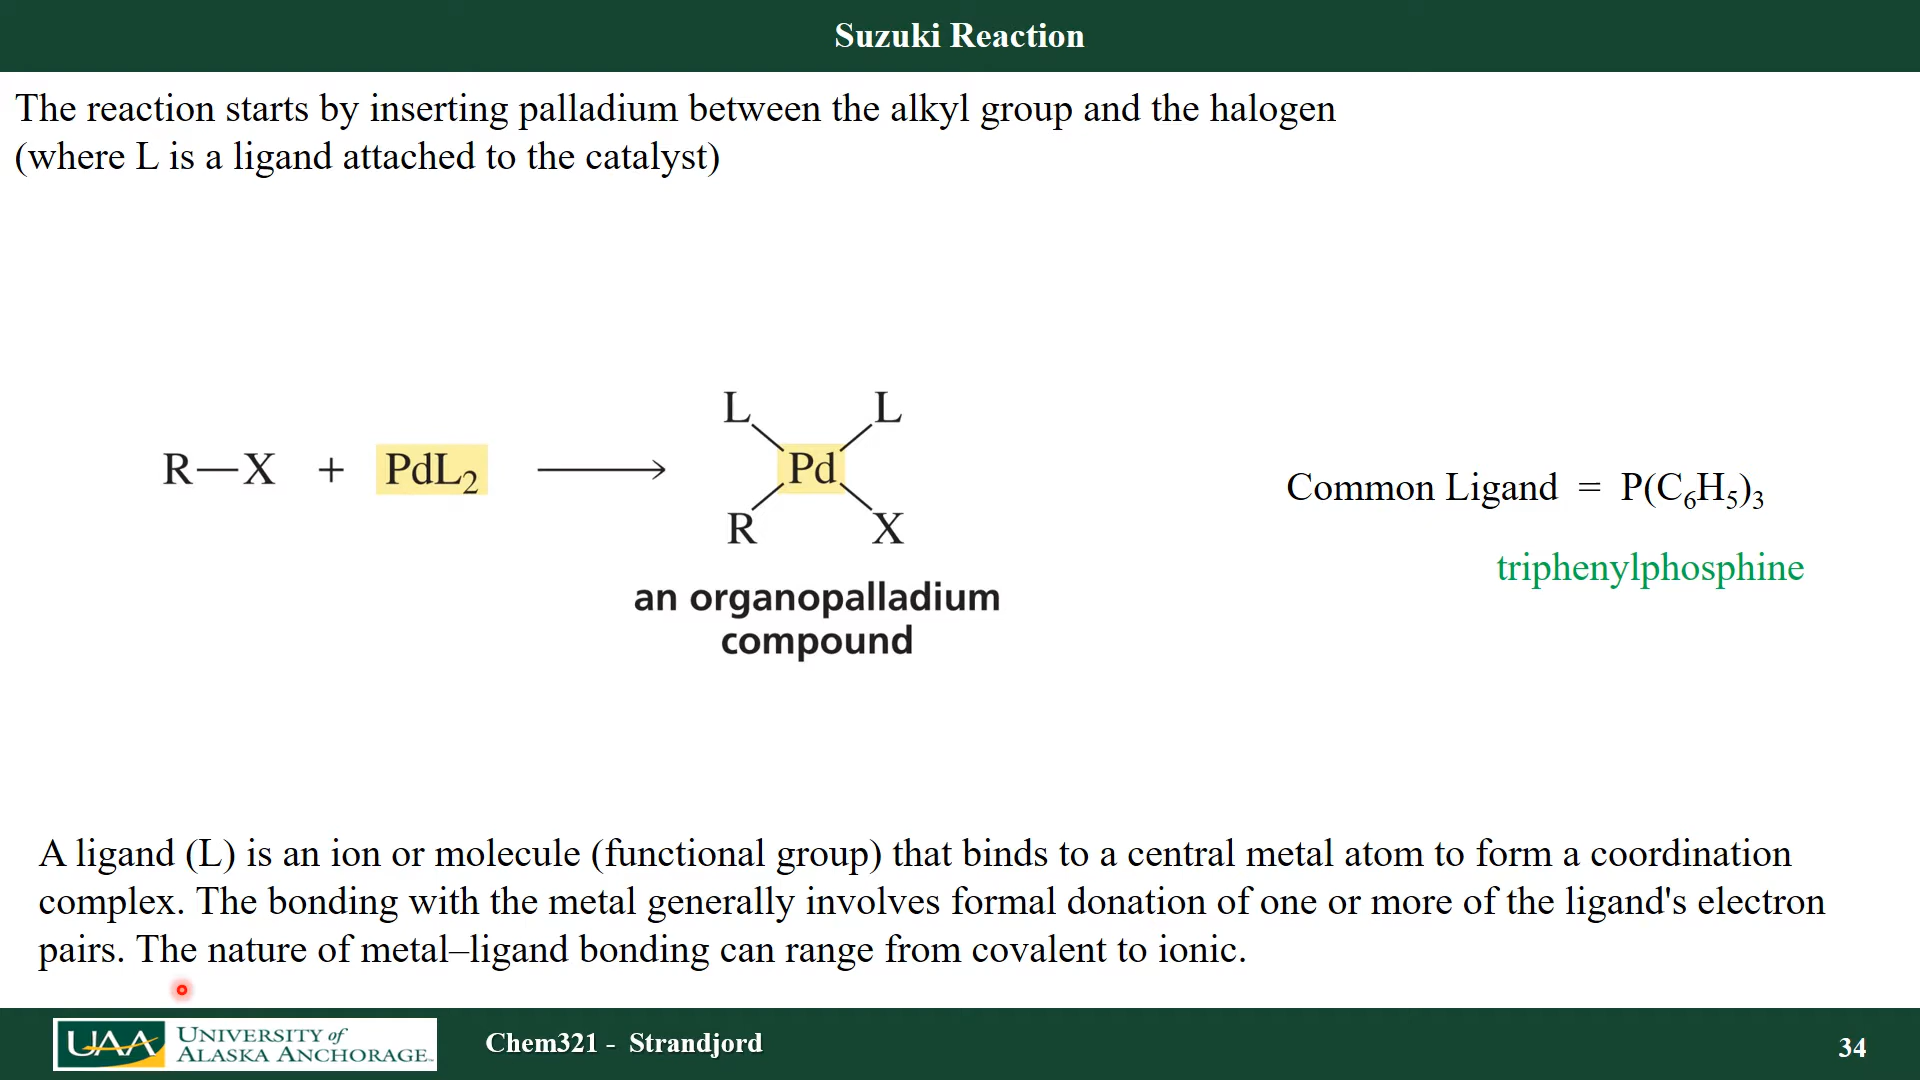 Suzuki Reaction
The reaction starts by inserting palladium between the alkyl group and the halogen
(where L is a ligand attached to the catalyst)
L L
R—X + PdL₂ ⟶ Pd
R X
an organopalladium
compound
Common Ligand = P(C₆H₅)₃
triphenylphosphine
A ligand (L) is an ion or molecule (functional group) that binds to a central metal atom to form a coordination
complex. The bonding with the metal generally involves formal donation of one or more of the ligand's electron
pairs. The nature of metal–ligand bonding can range from covalent to ionic.
UAA UNIVERSITY of
ALASKA ANCHORAGE™
Chem321 - Strandjord
34